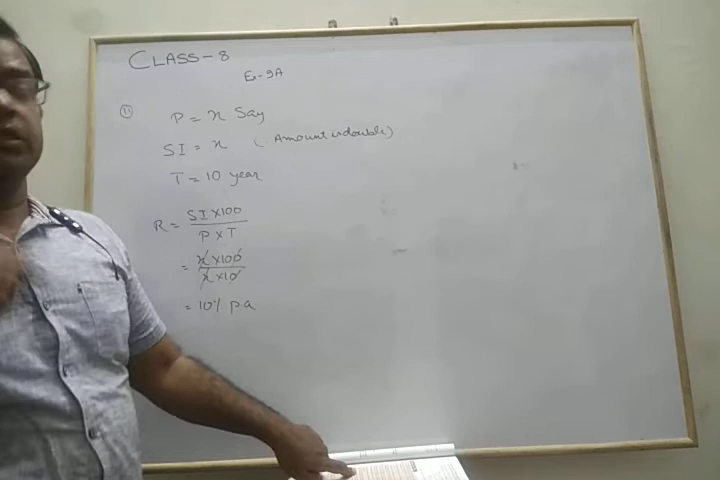 CLASS-8
Ex-9A
11
P = x Say
SI = x (Amount is double)
T = 10 year
R = SI×100
P×T
= x×100
x×10
= 10% p.a